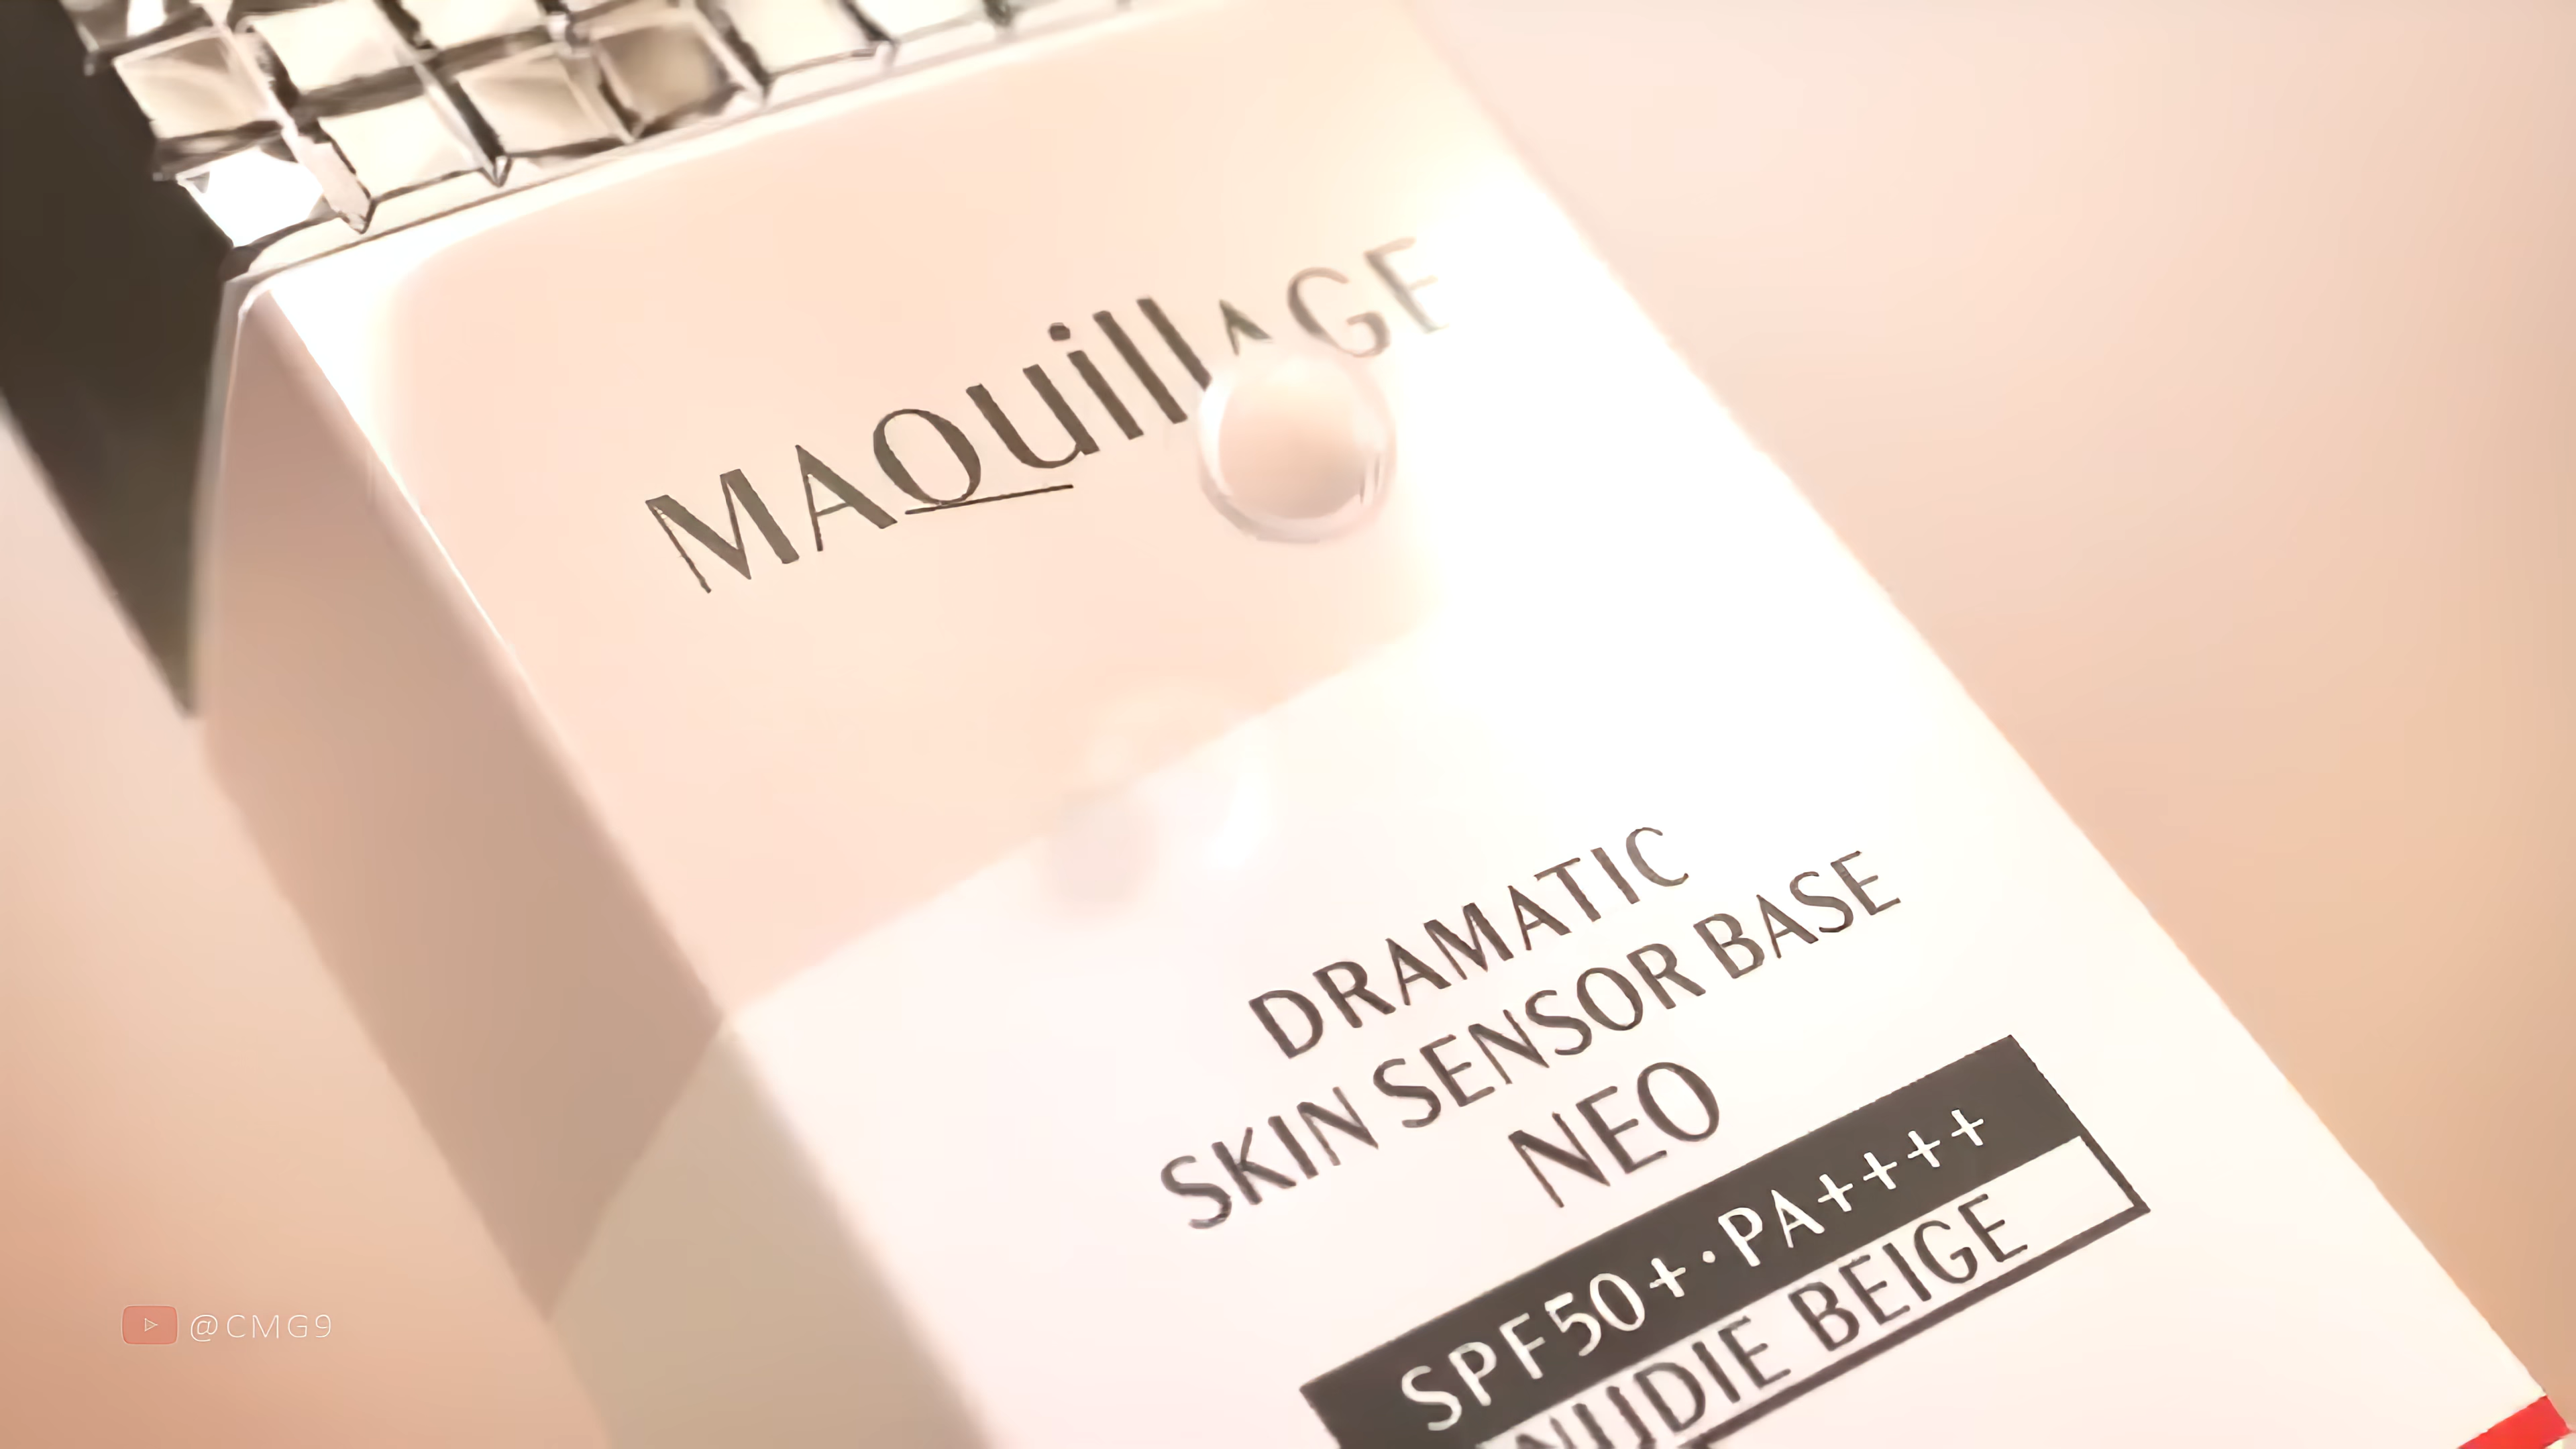 MAQuillAGE
DRAMATIC
SKIN SENSOR BASE
NEO
SPF50+·PA++++
NUDIE BEIGE
@CMG9